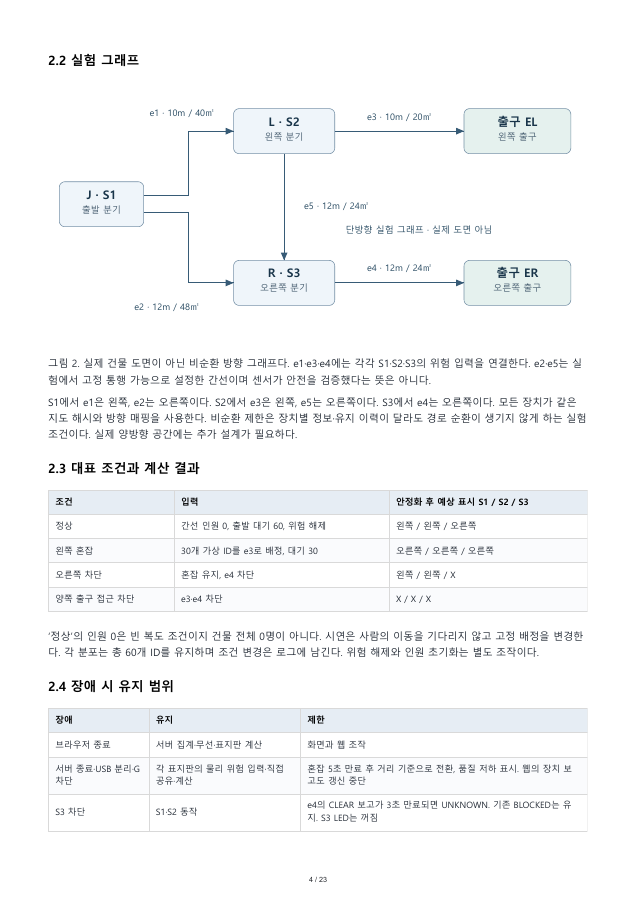 2.2 실험 그래프
e1 · 10m / 40㎡
L · S2
왼쪽 분기
e3 · 10m / 20㎡
출구 EL
왼쪽 출구
J · S1
출발 분기
e5 · 12m / 24㎡
단방향 실험 그래프 · 실제 도면 아님
R · S3
오른쪽 분기
e4 · 12m / 24㎡
출구 ER
오른쪽 출구
e2 · 12m / 48㎡
그림 2. 실제 건물 도면이 아닌 비순환 방향 그래프다. e1·e3·e4에는 각각 S1·S2·S3의 위험 입력을 연결한다. e2·e5는 실
험에서 고정 통행 가능으로 설정한 간선이며 센서가 안전을 검증했다는 뜻은 아니다.
S1에서 e1은 왼쪽, e2는 오른쪽이다. S2에서 e3은 왼쪽, e5는 오른쪽이다. S3에서 e4는 오른쪽이다. 모든 장치가 같은
지도 해시와 방향 매핑을 사용한다. 비순환 제한은 장치별 정보·유지 이력이 달라도 경로 순환이 생기지 않게 하는 실험
조건이다. 실제 양방향 공간에는 추가 설계가 필요하다.
2.3 대표 조건과 계산 결과
조건 입력 안정화 후 예상 표시 S1 / S2 / S3
정상 간선 인원 0, 출발 대기 60, 위험 해제 왼쪽 / 왼쪽 / 오른쪽
왼쪽 혼잡 30개 가상 ID를 e3로 배정, 대기 30 오른쪽 / 오른쪽 / 오른쪽
오른쪽 차단 혼잡 유지, e4 차단 왼쪽 / 왼쪽 / X
양쪽 출구 접근 차단 e3·e4 차단 X / X / X
‘정상’의 인원 0은 빈 복도 조건이지 건물 전체 0명이 아니다. 시연은 사람의 이동을 기다리지 않고 고정 배정을 변경한
다. 각 분포는 총 60개 ID를 유지하며 조건 변경은 로그에 남긴다. 위험 해제와 인원 초기화는 별도 조작이다.
2.4 장애 시 유지 범위
장애 유지 제한
브라우저 종료 서버 집계·무선·표지판 계산 화면과 웹 조작
서버 종료·USB 분리·G
차단
각 표지판의 물리 위험 입력·직접
공유·계산
혼잡 5초 만료 후 거리 기준으로 전환, 품질 저하 표시. 웹의 장치 보
고도 갱신 중단
S3 차단 S1·S2 동작
e4의 CLEAR 보고가 3초 만료되면 UNKNOWN. 기존 BLOCKED는 유
지. S3 LED는 꺼짐
4 / 23